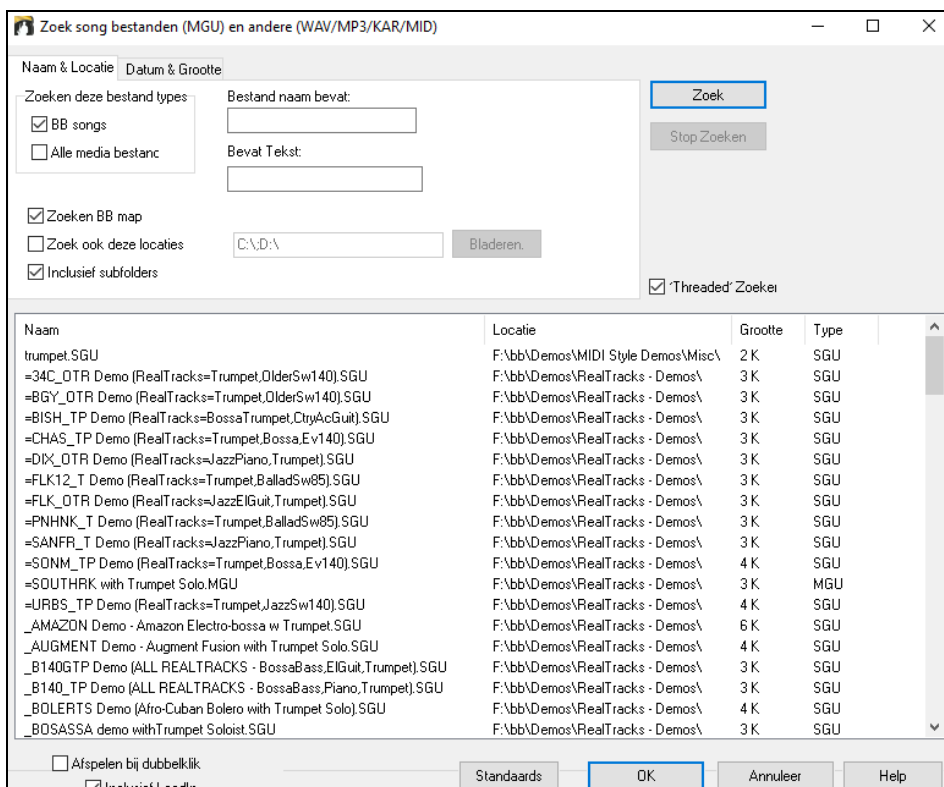 Zoek song bestanden (MGU) en andere (WAV/MP3/KAR/MID)
Naam & Locatie
Datum & Grootte
Zoeken deze bestand types
BB songs
Alle media bestanc
Bestand naam bevat:
Bevat Tekst:
Zoek
Stop Zoeken
Zoeken BB map
Zoek ook deze locaties C:\;D:\ Bladeren.
Inclusief subfolders
'Threaded' Zoeker
Naam Locatie Grootte Type
trumpet.SGU F:\bb\Demos\MIDI Style Demos\Misc\ 2 K SGU
=34C_OTR Demo (RealTracks=Trumpet,OlderSw140).SGU F:\bb\Demos\RealTracks - Demos\ 3 K SGU
=BGY_OTR Demo (RealTracks=Trumpet,OlderSw140).SGU F:\bb\Demos\RealTracks - Demos\ 3 K SGU
=BISH_TP Demo (RealTracks=BossaTrumpet,CtryAcGuit).SGU F:\bb\Demos\RealTracks - Demos\ 3 K SGU
=CHAS_TP Demo (RealTracks=Trumpet,Bossa,Ev140).SGU F:\bb\Demos\RealTracks - Demos\ 3 K SGU
=DIX_OTR Demo (RealTracks=JazzPiano,Trumpet).SGU F:\bb\Demos\RealTracks - Demos\ 3 K SGU
=FLK12_T Demo (RealTracks=Trumpet,BalladSw85).SGU F:\bb\Demos\RealTracks - Demos\ 3 K SGU
=FLK_OTR Demo (RealTracks=JazzElGuit,Trumpet).SGU F:\bb\Demos\RealTracks - Demos\ 3 K SGU
=PNHNK_T Demo (RealTracks=Trumpet,BalladSw85).SGU F:\bb\Demos\RealTracks - Demos\ 3 K SGU
=SANFR_T Demo (RealTracks=JazzPiano,Trumpet).SGU F:\bb\Demos\RealTracks - Demos\ 3 K SGU
=SONM_TP Demo (RealTracks=Trumpet,Bossa,Ev140).SGU F:\bb\Demos\RealTracks - Demos\ 4 K SGU
=SOUTHRK with Trumpet Solo.MGU F:\bb\Demos\RealTracks - Demos\ 3 K MGU
=URBS_TP Demo (RealTracks=Trumpet,JazzSw140).SGU F:\bb\Demos\RealTracks - Demos\ 4 K SGU
_AMAZON Demo - Amazon Electro-bossa w Trumpet.SGU F:\bb\Demos\RealTracks - Demos\ 6 K SGU
_AUGMENT Demo - Augment Fusion with Trumpet Solo.SGU F:\bb\Demos\RealTracks - Demos\ 4 K SGU
_B140GTP Demo (ALL REALTRACKS - BossaBass,ElGuit,Trumpet).SGU F:\bb\Demos\RealTracks - Demos\ 3 K SGU
_B140_TP Demo (ALL REALTRACKS - BossaBass,Piano,Trumpet).SGU F:\bb\Demos\RealTracks - Demos\ 3 K SGU
_BOLERTS Demo (Afro-Cuban Bolero with Trumpet Solo).SGU F:\bb\Demos\RealTracks - Demos\ 4 K SGU
_BOSASSA demo withTrumpet Soloist.SGU F:\bb\Demos\RealTracks - Demos\ 3 K SGU
Afspelen bij dubbelklik
Inclusief LeadIn
Standaards OK Annuleer Help